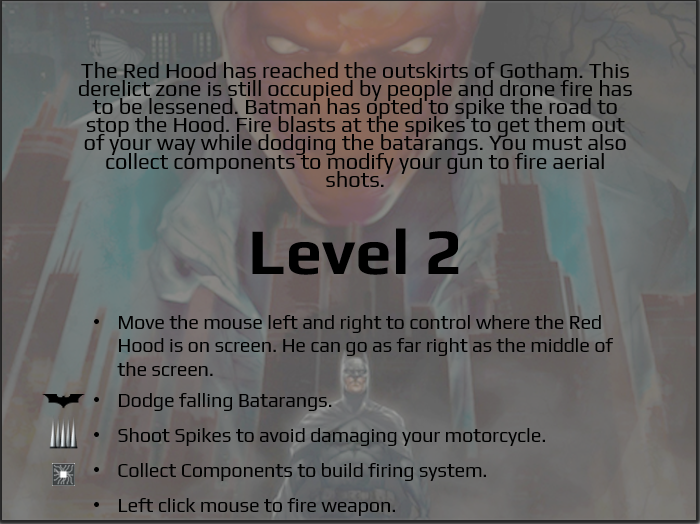 The Red Hood has reached the outskirts of Gotham. This
derelict zone is still occupied by people and drone fire has
to be lessened. Batman has opted to spike the road to
stop the Hood. Fire blasts at the spikes to get them out
of your way while dodging the batarangs. You must also
collect components to modify your gun to fire aerial
shots.
Level 2
• Move the mouse left and right to control where the Red
Hood is on screen. He can go as far right as the middle of
the screen.
• Dodge falling Batarangs.
• Shoot Spikes to avoid damaging your motorcycle.
• Collect Components to build firing system.
• Left click mouse to fire weapon.